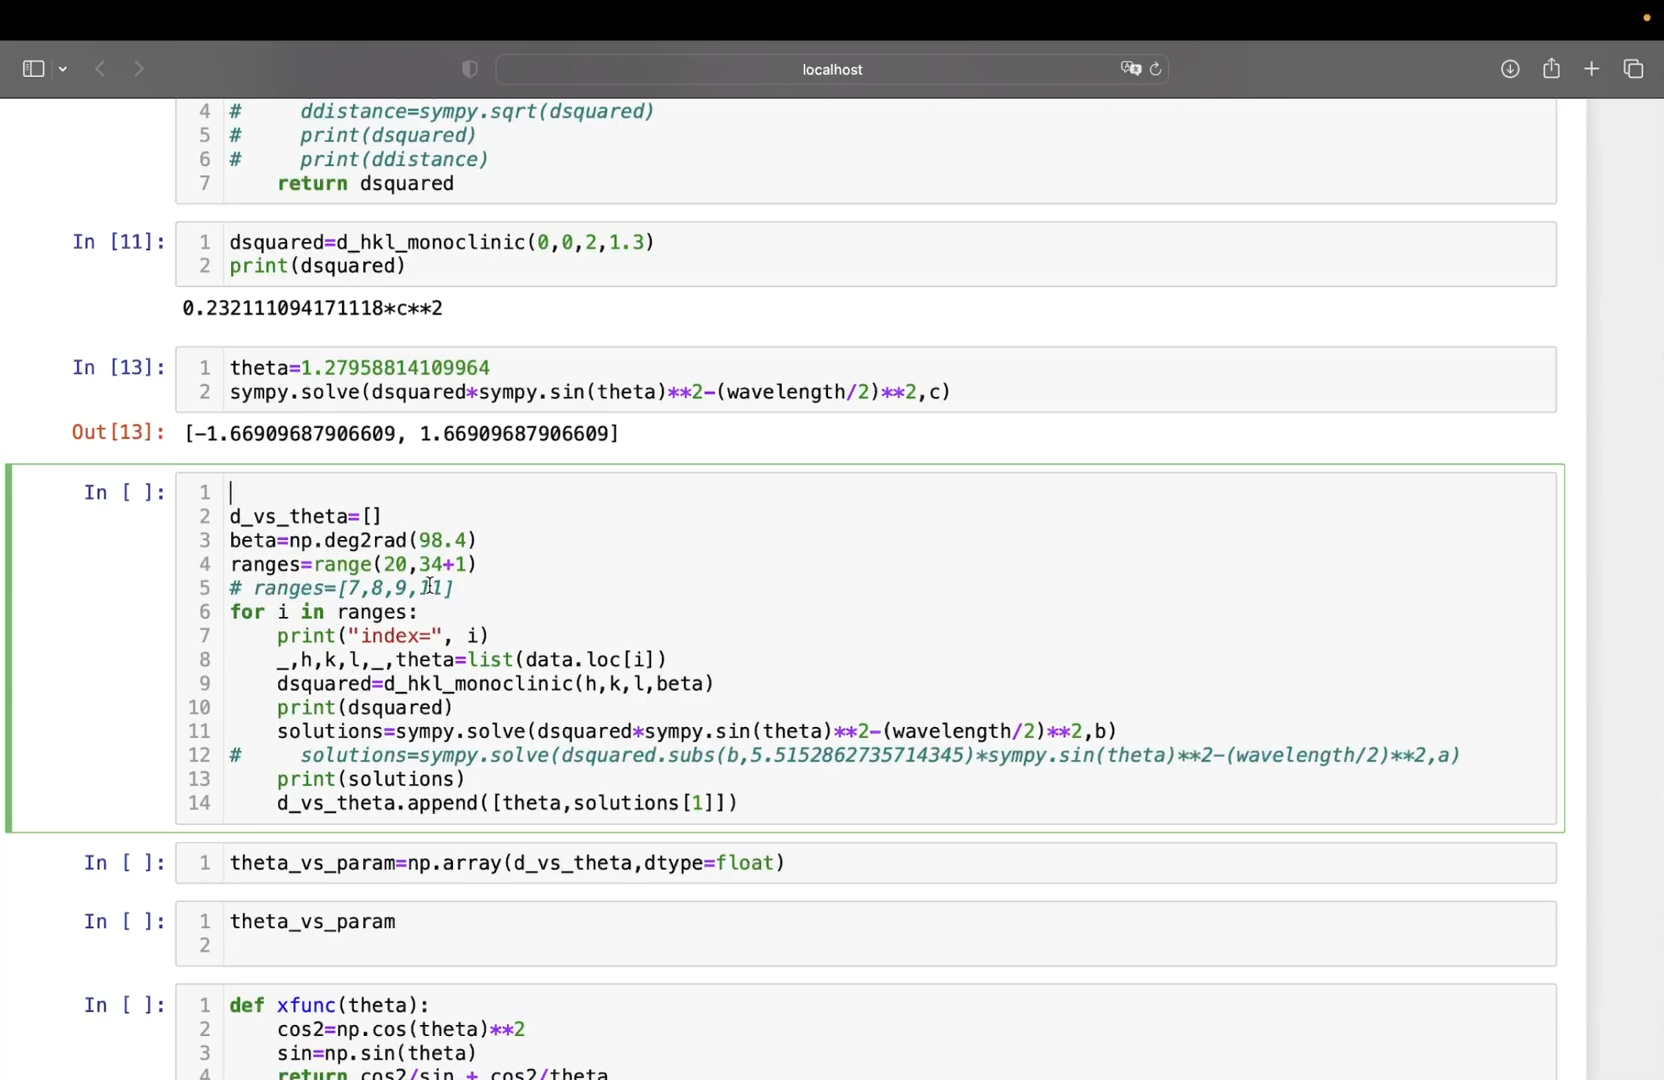 localhost
4 #     ddistance=sympy.sqrt(dsquared)
5 #     print(dsquared)
6 #     print(ddistance)
7     return dsquared
In [11]:
1 dsquared=d_hkl_monoclinic(0,0,2,1.3)
2 print(dsquared)
0.232111094171118*c**2
In [13]:
1 theta=1.27958814109964
2 sympy.solve(dsquared*sympy.sin(theta)**2-(wavelength/2)**2,c)
Out[13]: [-1.66909687906609, 1.66909687906609]
In [ ]:
1
2 d_vs_theta=[]
3 beta=np.deg2rad(98.4)
4 ranges=range(20,34+1)
5 # ranges=[7,8,9,11]
6 for i in ranges:
7     print("index=", i)
8     _,h,k,l,_,theta=list(data.loc[i])
9     dsquared=d_hkl_monoclinic(h,k,l,beta)
10     print(dsquared)
11     solutions=sympy.solve(dsquared*sympy.sin(theta)**2-(wavelength/2)**2,b)
12 #     solutions=sympy.solve(dsquared.subs(b,5.5152862735714345)*sympy.sin(theta)**2-(wavelength/2)**2,a)
13     print(solutions)
14     d_vs_theta.append([theta,solutions[1]])
In [ ]:
1 theta_vs_param=np.array(d_vs_theta,dtype=float)
In [ ]:
1 theta_vs_param
2
In [ ]:
1 def xfunc(theta):
2     cos2=np.cos(theta)**2
3     sin=np.sin(theta)
4     return cos2/sin + cos2/theta